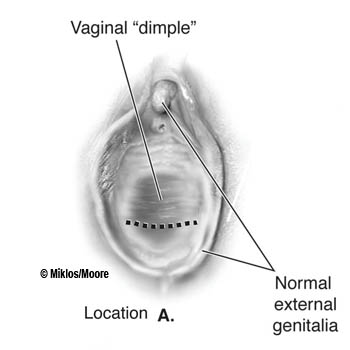 Vaginal “dimple”
© Miklos/Moore
Normal
external
genitalia
Location A.